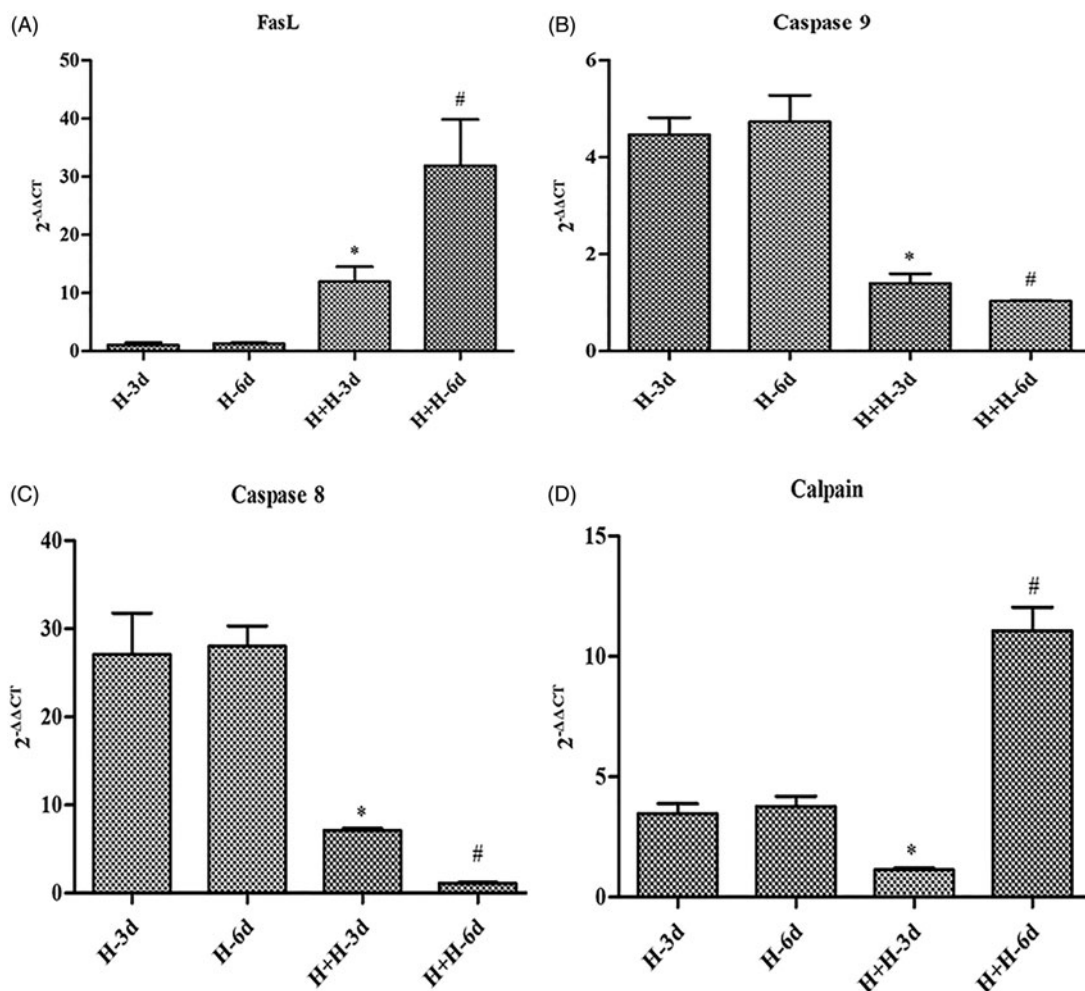 (A)
FasL
50
40
30
20
10
0
2-ΔΔCT
*
#
H-3d
H-6d
H+H-3d
H+H-6d
(B)
Caspase 9
6
4
2
0
2-ΔΔCT
*
#
H-3d
H-6d
H+H-3d
H+H-6d
(C)
Caspase 8
40
30
20
10
0
2-ΔΔCT
*
#
H-3d
H-6d
H+H-3d
H+H-6d
(D)
Calpain
15
10
5
0
2-ΔΔCT
*
#
H-3d
H-6d
H+H-3d
H+H-6d